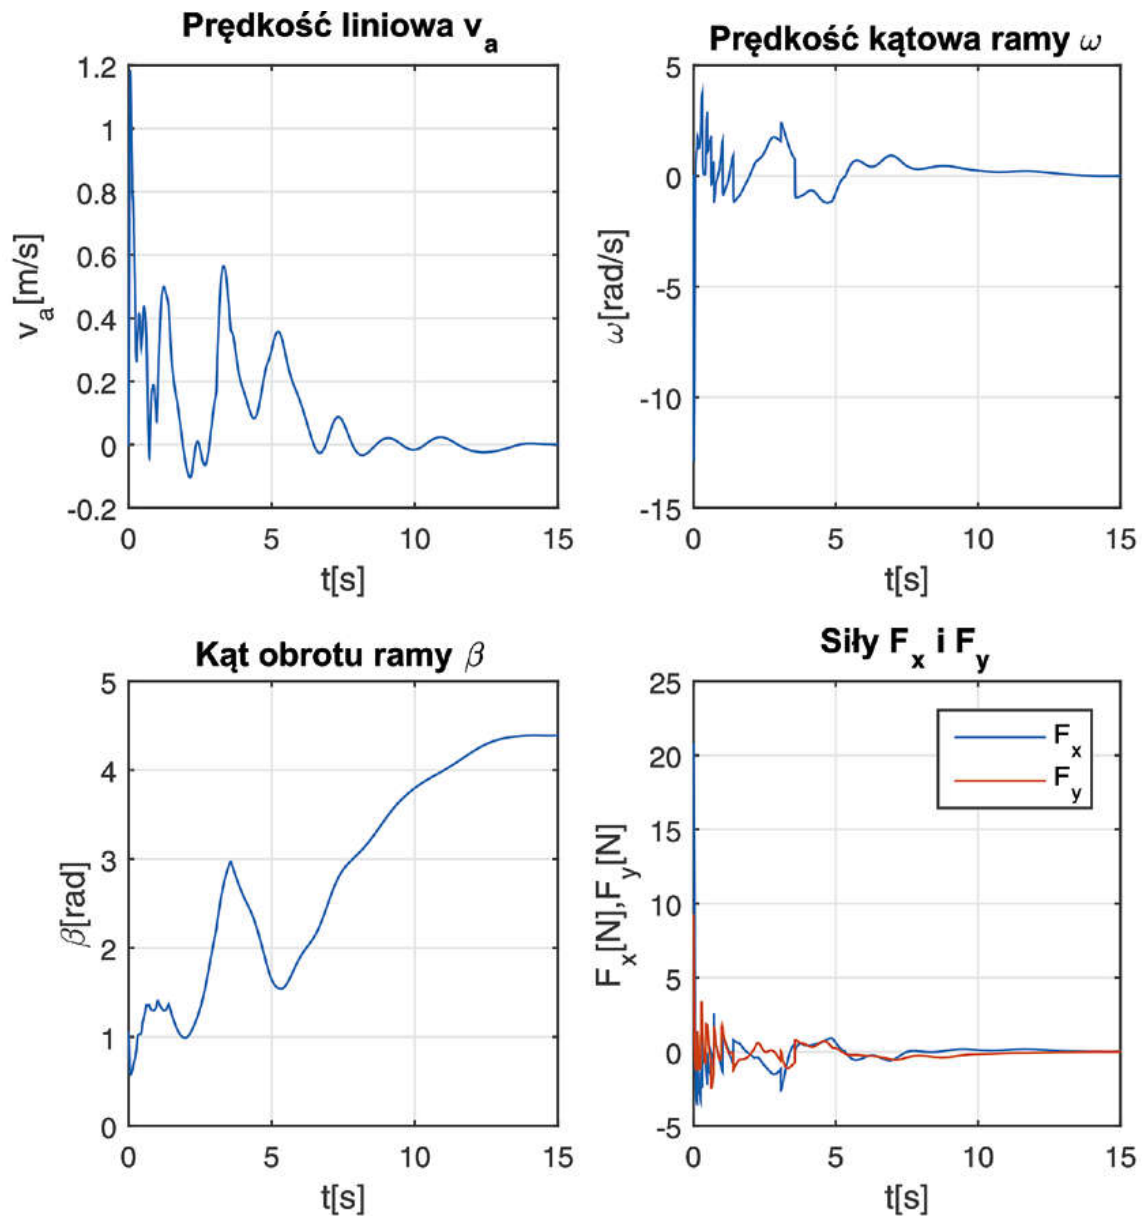 Prędkość liniowa v_a
1.2
1
0.8
0.6
0.4
0.2
0
-0.2
v_a[m/s]
0 5 10 15
t[s]
Prędkość kątowa ramy ω
5
0
-5
-10
-15
ω[rad/s]
0 5 10 15
t[s]
Kąt obrotu ramy β
5
4
3
2
1
0
β[rad]
0 5 10 15
t[s]
Siły F_x i F_y
25
20
15
10
5
0
-5
F_x[N],F_y[N]
F_x
F_y
0 5 10 15
t[s]